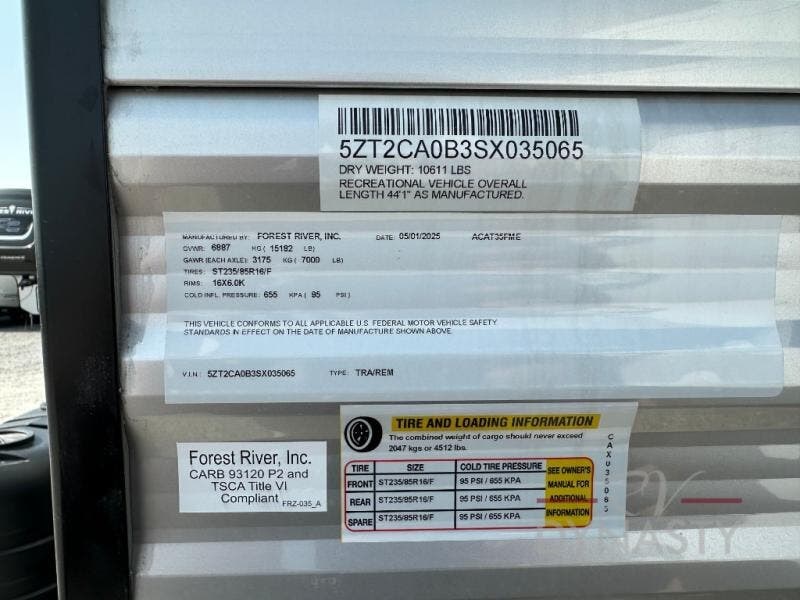 5ZT2CA0B3SX035065
DRY WEIGHT: 10611 LBS
RECREATIONAL VEHICLE OVERALL
LENGTH 44'1" AS MANUFACTURED.
MANUFACTURED BY: FOREST RIVER, INC. DATE: 05/01/2025 ACAT35FME
GVWR: 6887 KG ( 15182 LB)
GAWR (EACH AXLE): 3175 KG ( 7000 LB)
TIRES: ST235/85R16/F
RIMS: 16X6.0K
COLD INFL. PRESSURE: 655 KPA ( 95 PSI )
THIS VEHICLE CONFORMS TO ALL APPLICABLE U.S. FEDERAL MOTOR VEHICLE SAFETY
STANDARDS IN EFFECT ON THE DATE OF MANUFACTURE SHOWN ABOVE.
V.I.N.: 5ZT2CA0B3SX035065 TYPE: TRA/REM
TIRE AND LOADING INFORMATION
The combined weight of cargo should never exceed
2047 kgs or 4512 lbs.
TIRE SIZE COLD TIRE PRESSURE
FRONT ST235/85R16/F 95 PSI / 655 KPA
REAR ST235/85R16/F 95 PSI / 655 KPA
SPARE ST235/85R16/F 95 PSI / 655 KPA
SEE OWNER'S
MANUAL FOR
ADDITIONAL
INFORMATION
CAX035065
Forest River, Inc.
CARB 93120 P2 and
TSCA Title VI
Compliant
FRZ-035_A
RV
DYNASTY